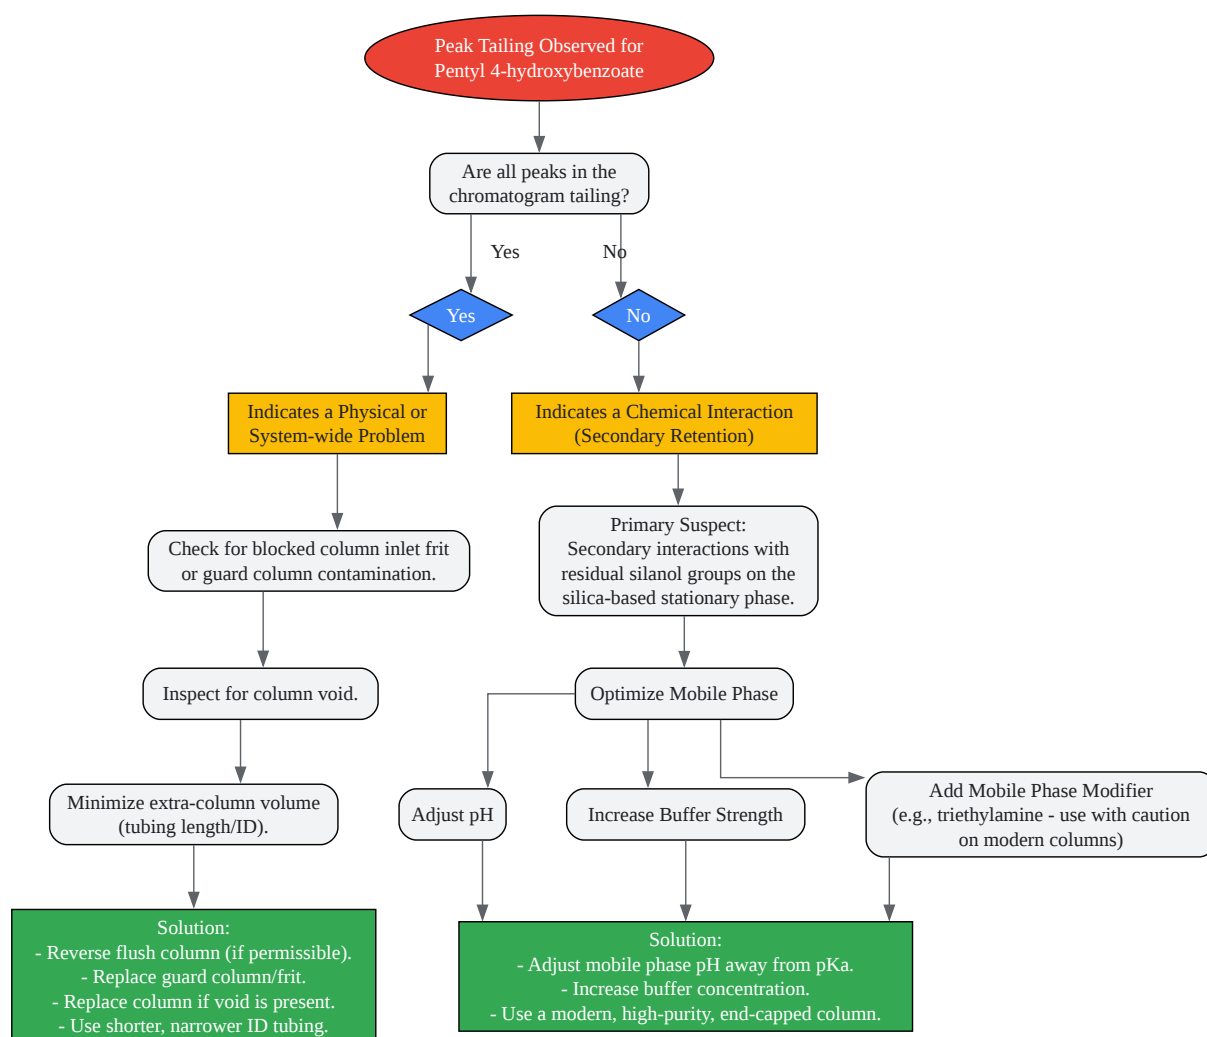 Peak Tailing Observed for
Pentyl 4-hydroxybenzoate
Are all peaks in the
chromatogram tailing?
Yes
No
Yes
No
Indicates a Physical or
System-wide Problem
Indicates a Chemical Interaction
(Secondary Retention)
Check for blocked column inlet frit
or guard column contamination.
Primary Suspect:
Secondary interactions with
residual silanol groups on the
silica-based stationary phase.
Inspect for column void.
Optimize Mobile Phase
Minimize extra-column volume
(tubing length/ID).
Adjust pH
Increase Buffer Strength
Add Mobile Phase Modifier
(e.g., triethylamine - use with caution
on modern columns)
Solution:
- Reverse flush column (if permissible).
- Replace guard column/frit.
- Replace column if void is present.
- Use shorter, narrower ID tubing.
Solution:
- Adjust mobile phase pH away from pKa.
- Increase buffer concentration.
- Use a modern, high-purity, end-capped column.